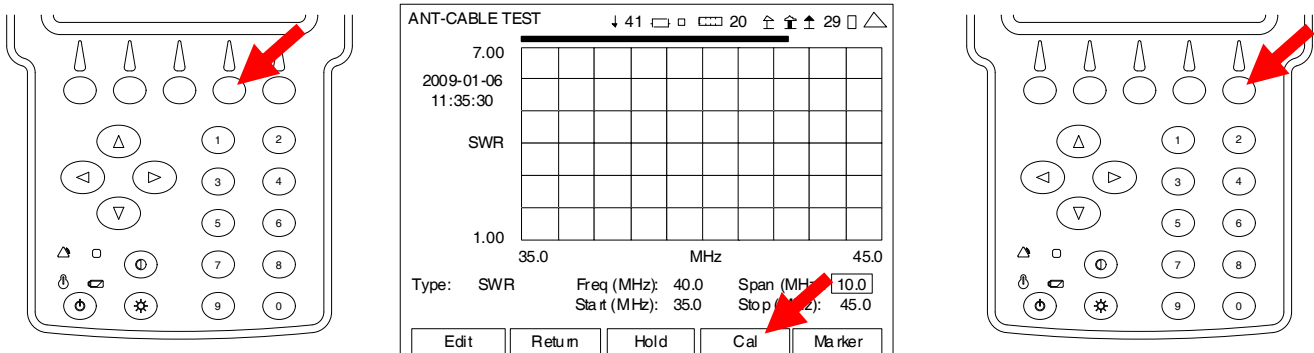 1 2
3 4
5 6
7 8
9 0
ANT-CABLE TEST 41 20 29
7.00
2009-01-06
11:35:30
SWR
1.00
35.0 MHz 45.0
Type: SWR Freq (MHz): 40.0 Span (MHz): 10.0
Start (MHz): 35.0 Stop (MHz): 45.0
Edit Return Hold Cal Marker
1 2
3 4
5 6
7 8
9 0